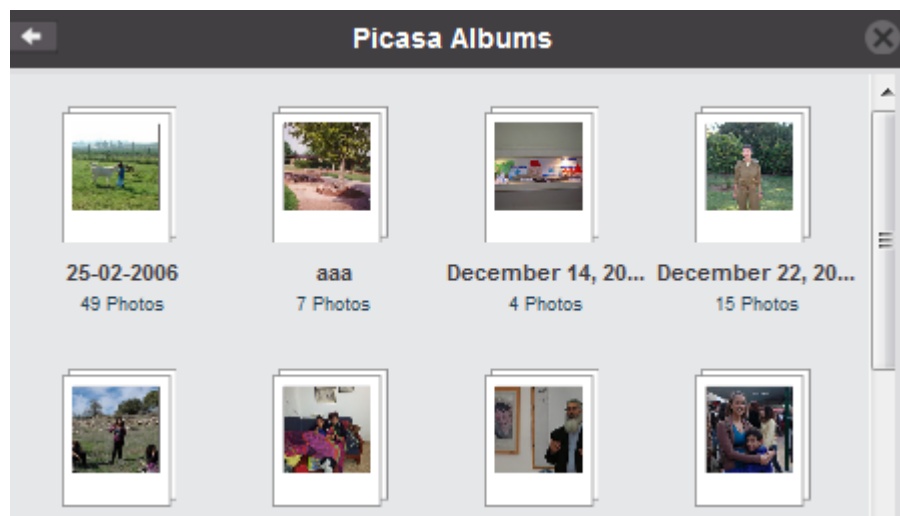 Picasa Albums
25-02-2006
49 Photos
aaa
7 Photos
December 14, 20...
4 Photos
December 22, 20...
15 Photos